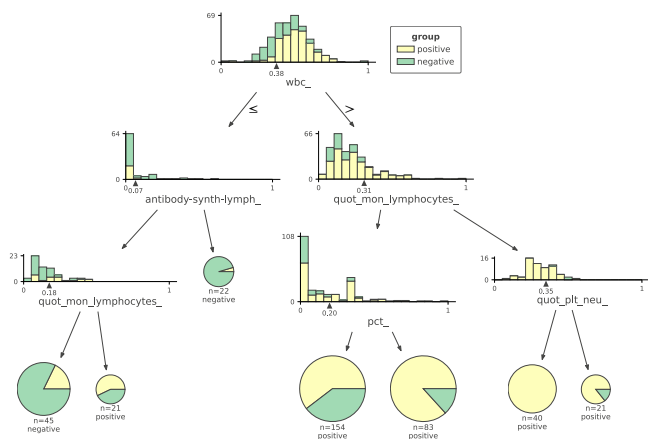 69
0
0
0.38
1
wbc_
group
positive
negative
≤
>
64
0
0
0.07
1
antibody-synth-lymph_
66
0
0
0.31
1
quot_mon_lymphocytes_
23
0
0
0.18
1
quot_mon_lymphocytes_
n=22
negative
108
0
0
0.20
1
pct_
16
0
0
0.35
1
quot_plt_neu_
n=45
negative
n=21
positive
n=154
positive
n=83
positive
n=40
positive
n=21
positive